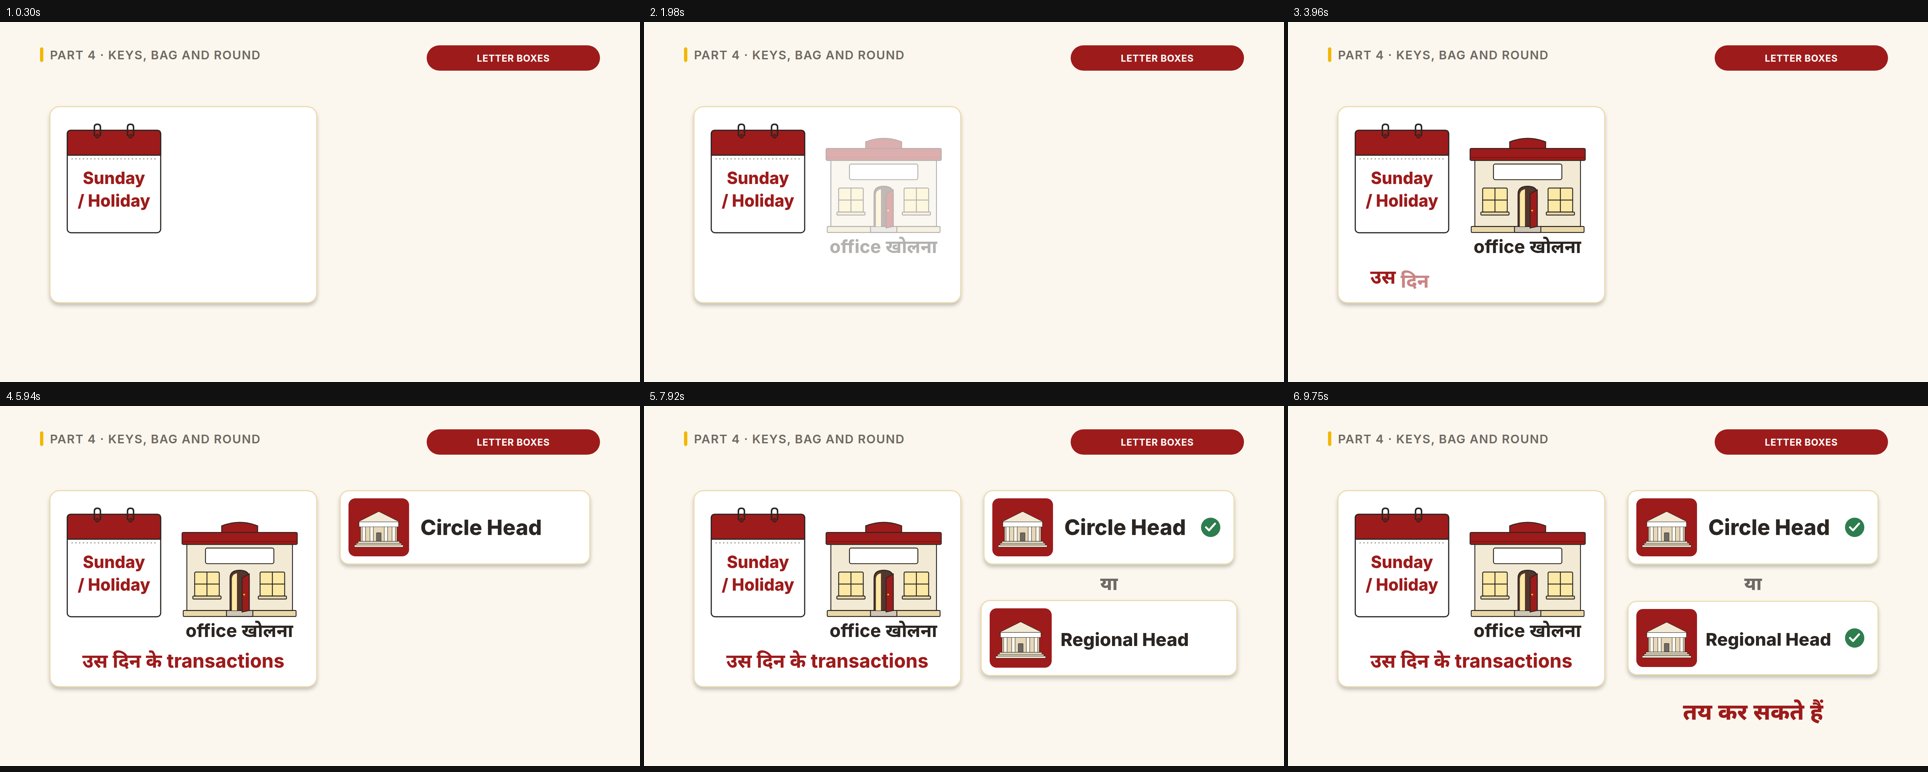 1. 0.30s
PART 4 · KEYS, BAG AND ROUND
LETTER BOXES
Sunday
/ Holiday
2. 1.98s
PART 4 · KEYS, BAG AND ROUND
LETTER BOXES
Sunday
/ Holiday
office खोलना
3. 3.96s
PART 4 · KEYS, BAG AND ROUND
LETTER BOXES
Sunday
/ Holiday
office खोलना
उस दिन
4. 5.94s
PART 4 · KEYS, BAG AND ROUND
LETTER BOXES
Sunday
/ Holiday
office खोलना
उस दिन के transactions
Circle Head
5. 7.92s
PART 4 · KEYS, BAG AND ROUND
LETTER BOXES
Sunday
/ Holiday
office खोलना
उस दिन के transactions
Circle Head
या
Regional Head
6. 9.75s
PART 4 · KEYS, BAG AND ROUND
LETTER BOXES
Sunday
/ Holiday
office खोलना
उस दिन के transactions
Circle Head
या
Regional Head
तय कर सकते हैं